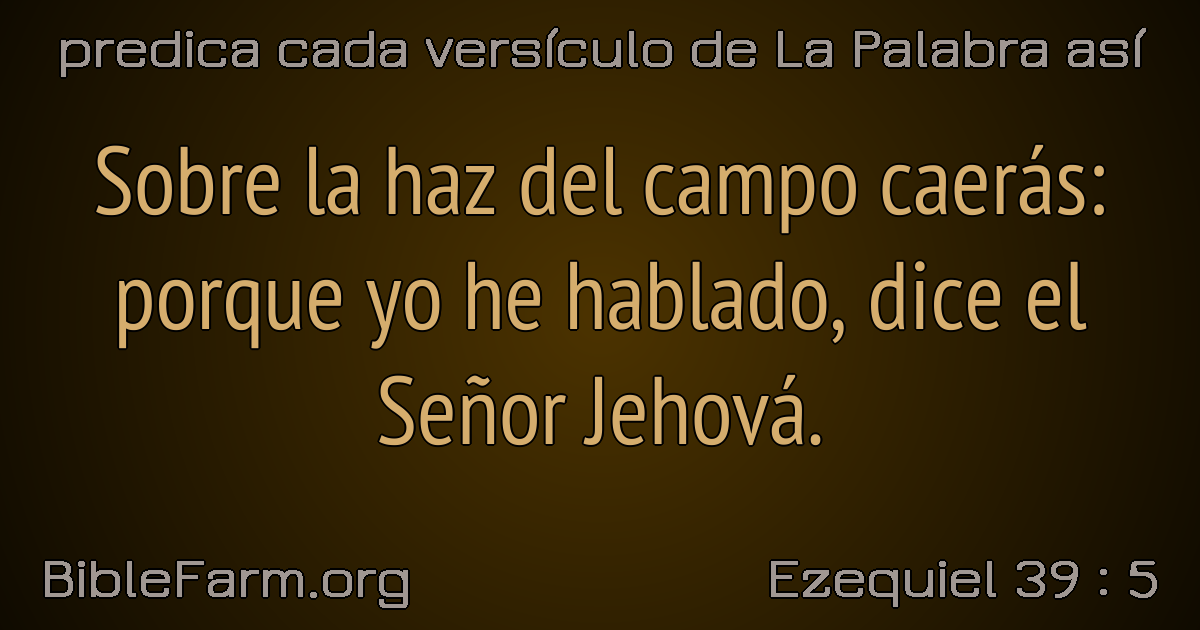 predica cada versículo de La Palabra así
Sobre la haz del campo caerás:
porque yo he hablado, dice el
Señor Jehová.
BibleFarm.org
Ezequiel 39 : 5